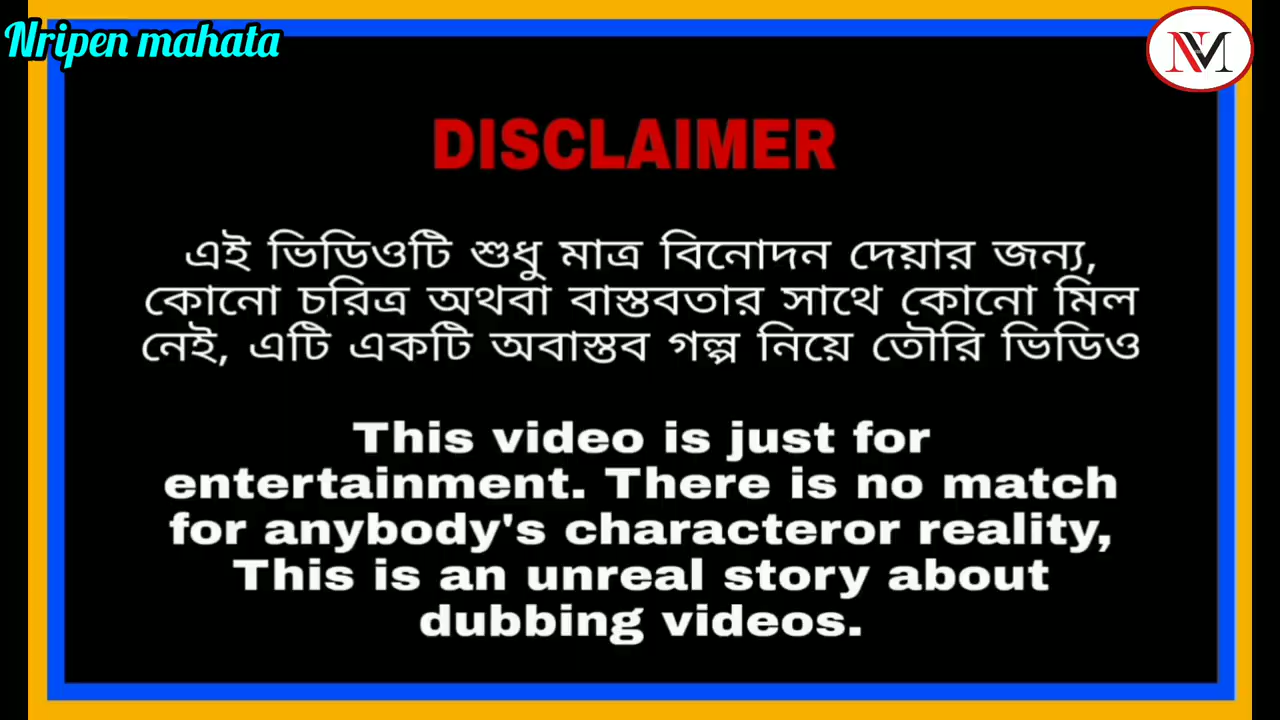 Nripen mahata
NM
DISCLAIMER
এই ভিডিওটি শুধু মাত্র বিনোদন দেয়ার জন্য,
কোনো চরিত্র অথবা বাস্তবতার সাথে কোনো মিল
নেই, এটি একটি অবাস্তব গল্প নিয়ে তৌরি ভিডিও
This video is just for
entertainment. There is no match
for anybody's characteror reality,
This is an unreal story about
dubbing videos.